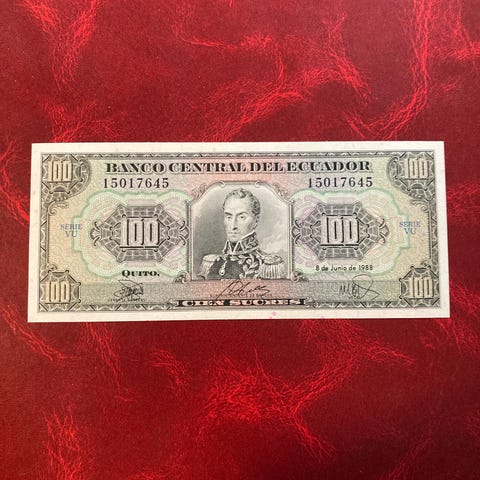 100 BANCO CENTRAL DEL ECUADOR 100
15017645 15017645
SERIE VU SERIE VU
100 100
QUITO, 8 de Junio de 1988
100 CIEN SUCRES 100